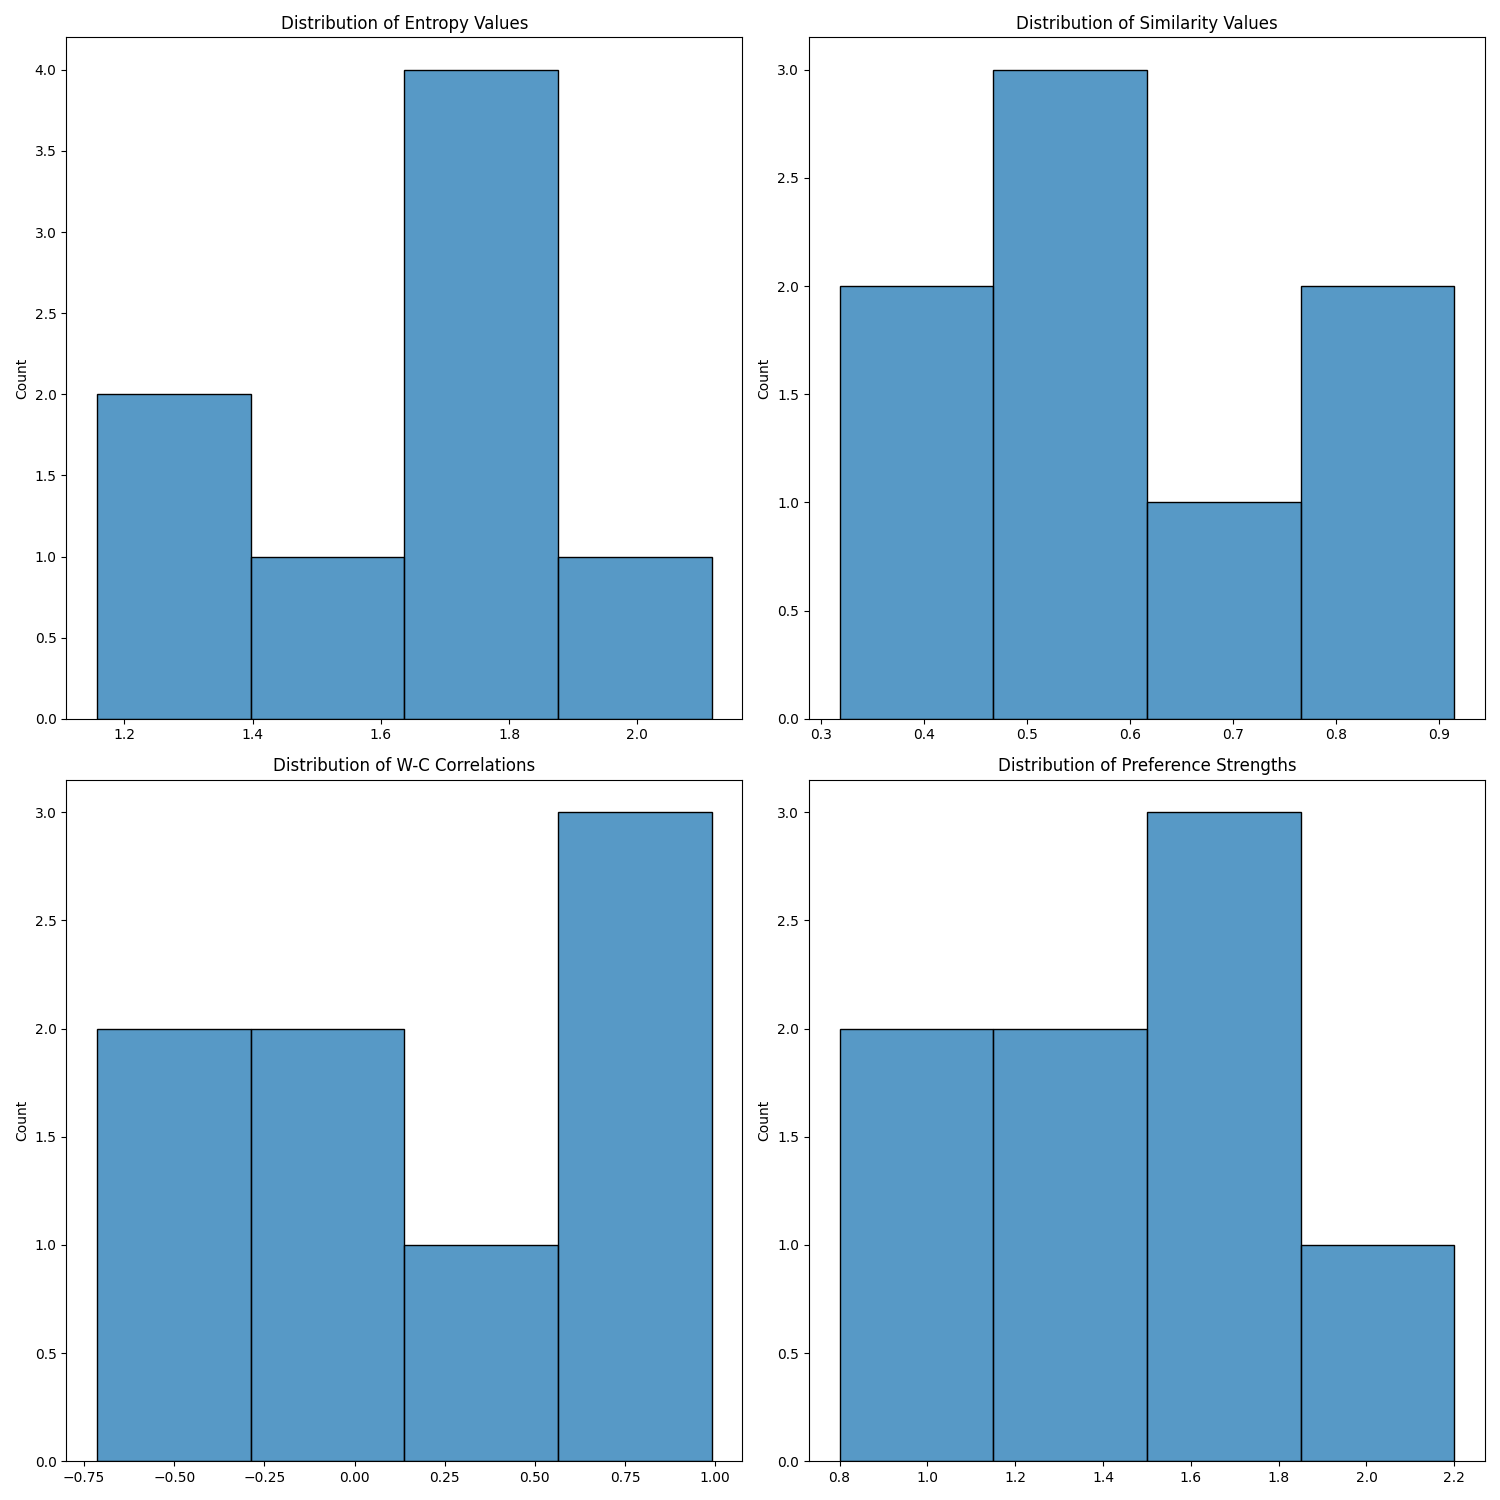 Distribution of Entropy Values
Count
4.0
3.5
3.0
2.5
2.0
1.5
1.0
0.5
0.0
1.2 1.4 1.6 1.8 2.0
Distribution of Similarity Values
Count
3.0
2.5
2.0
1.5
1.0
0.5
0.0
0.3 0.4 0.5 0.6 0.7 0.8 0.9
Distribution of W-C Correlations
Count
3.0
2.5
2.0
1.5
1.0
0.5
0.0
−0.75 −0.50 −0.25 0.00 0.25 0.50 0.75 1.00
Distribution of Preference Strengths
Count
3.0
2.5
2.0
1.5
1.0
0.5
0.0
0.8 1.0 1.2 1.4 1.6 1.8 2.0 2.2